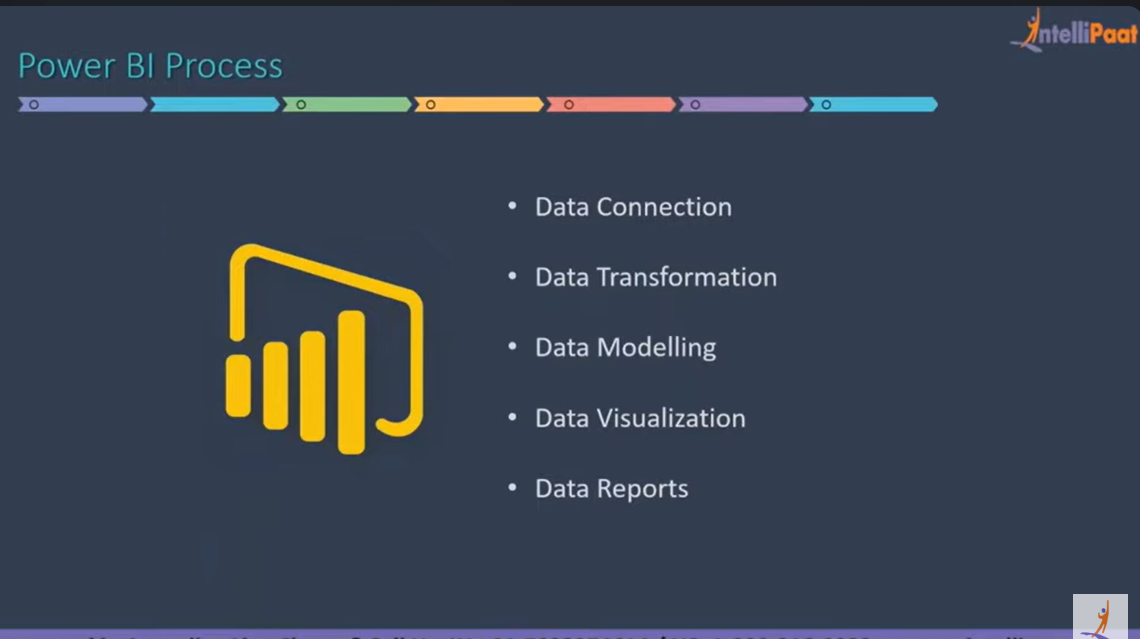 IntelliPaat
Power BI Process
• Data Connection
• Data Transformation
• Data Modelling
• Data Visualization
• Data Reports